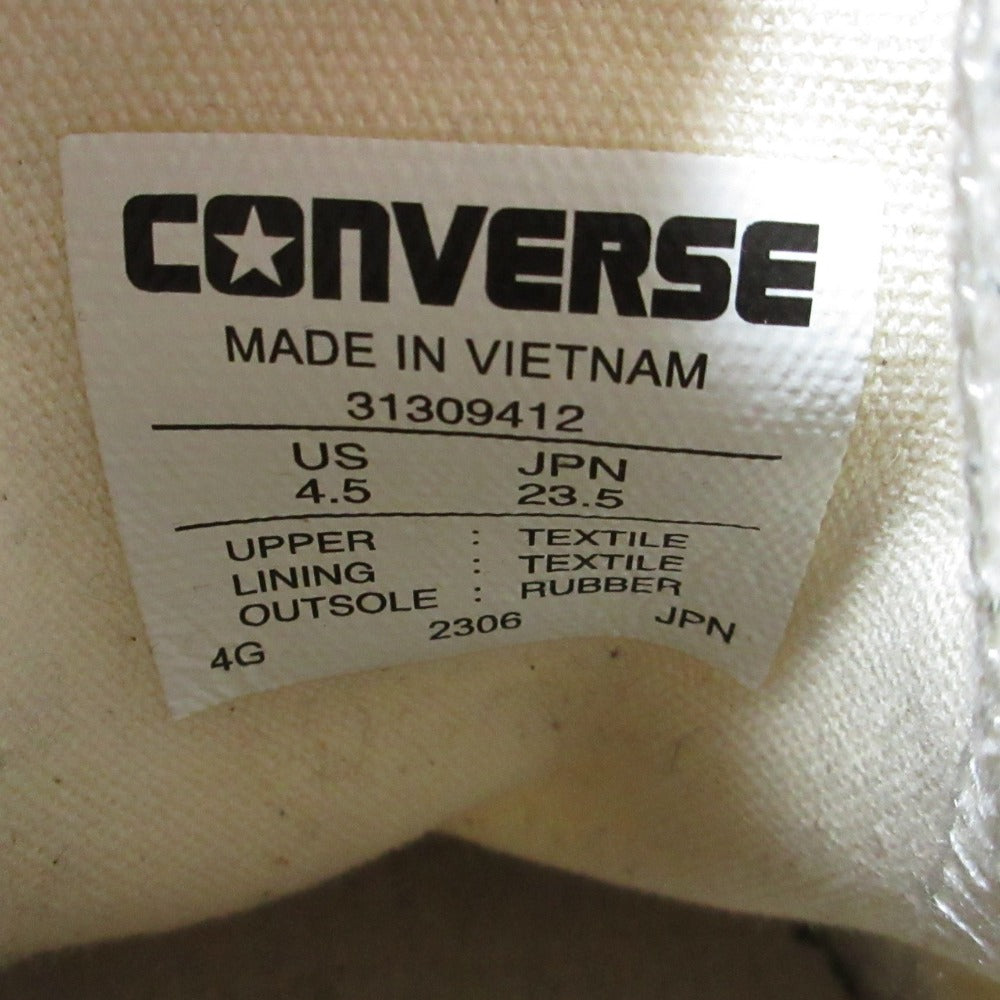 CONVERSE
MADE IN VIETNAM
31309412
US JPN
4.5 23.5
UPPER : TEXTILE
LINING : TEXTILE
OUTSOLE : RUBBER
4G 2306 JPN